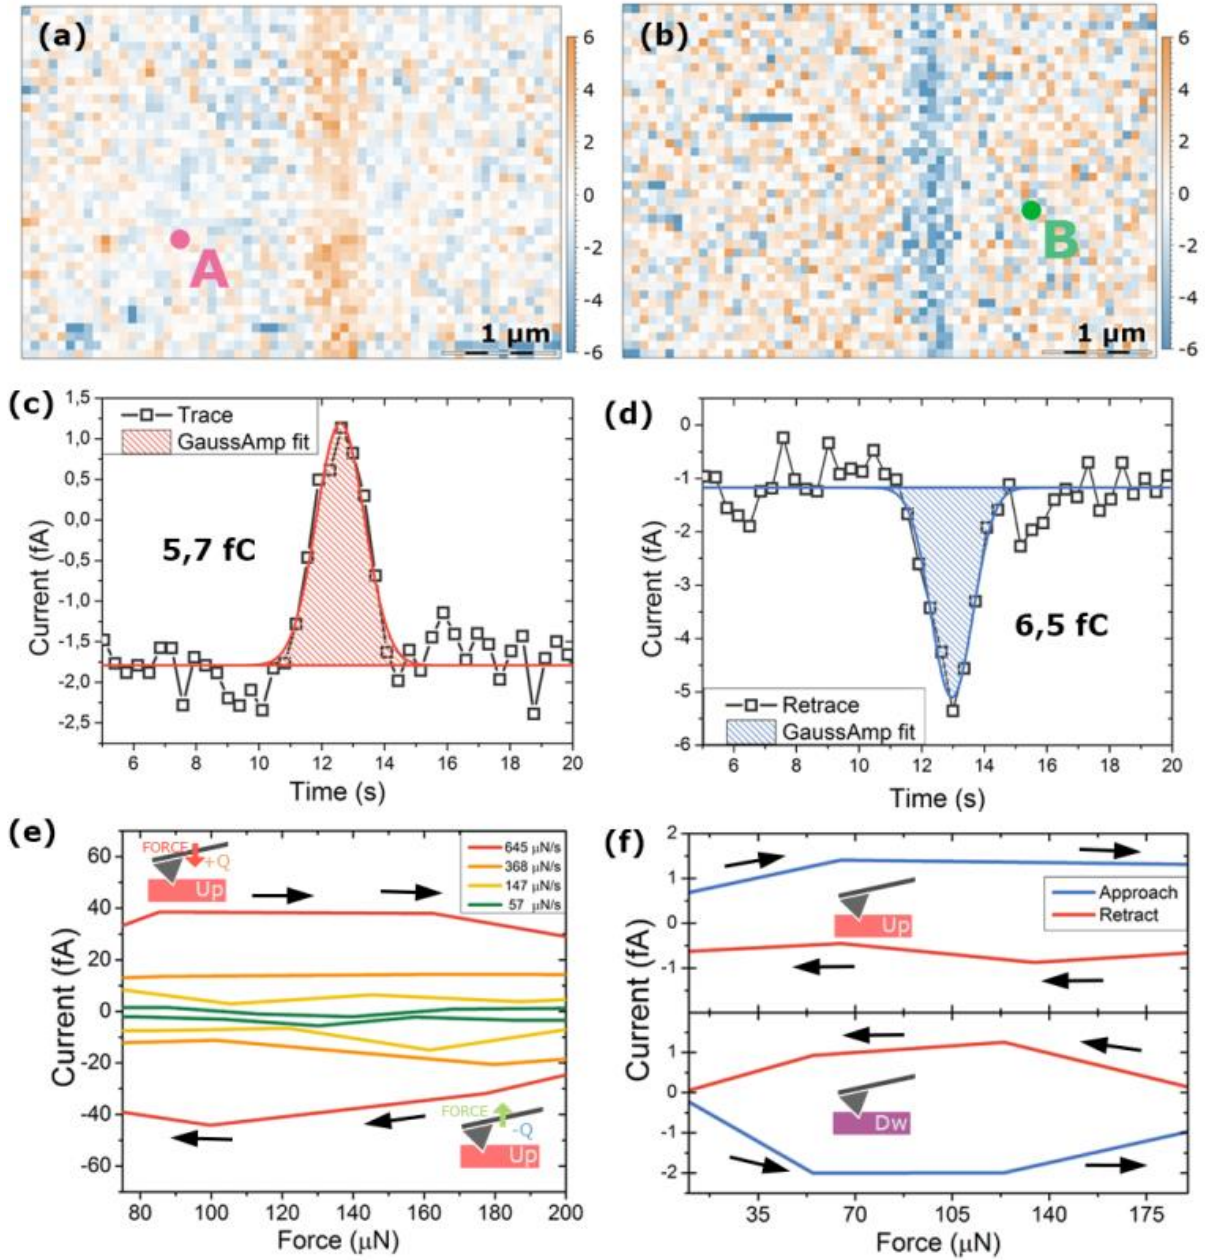 (a)
A
1 μm
6
4
2
0
-2
-4
-6
(b)
B
1 μm
6
4
2
0
-2
-4
-6
(c)
1,5
1,0
0,5
0,0
-0,5
-1,0
-1,5
-2,0
-2,5
Current (fA)
Trace
GaussAmp fit
5,7 fC
6 8 10 12 14 16 18 20
Time (s)
(d)
0
-1
-2
-3
-4
-5
-6
Current (fA)
6,5 fC
Retrace
GaussAmp fit
6 8 10 12 14 16 18 20
Time (s)
(e)
60
40
20
0
-20
-40
-60
Current (fA)
FORCE
+Q
Up
645 μN/s
368 μN/s
147 μN/s
57 μN/s
FORCE
-Q
Up
80 100 120 140 160 180 200
Force (μN)
(f)
2
1
0
-1
1
0
-1
-2
Current (fA)
Approach
Retract
Up
Dw
35 70 105 140 175
Force (μN)